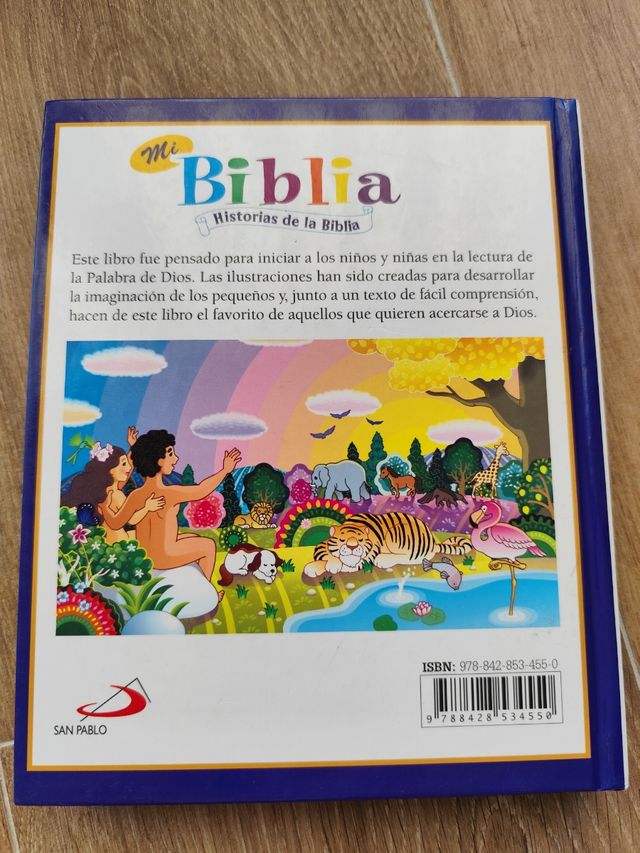 Mi
Biblia
Historias de la Biblia
Este libro fue pensado para iniciar a los niños y niñas en la lectura de
la Palabra de Dios. Las ilustraciones han sido creadas para desarrollar
la imaginación de los pequeños y, junto a un texto de fácil comprensión,
hacen de este libro el favorito de aquellos que quieren acercarse a Dios.
ISBN: 978-842-853-455-0
9 788428 534550
SAN PABLO